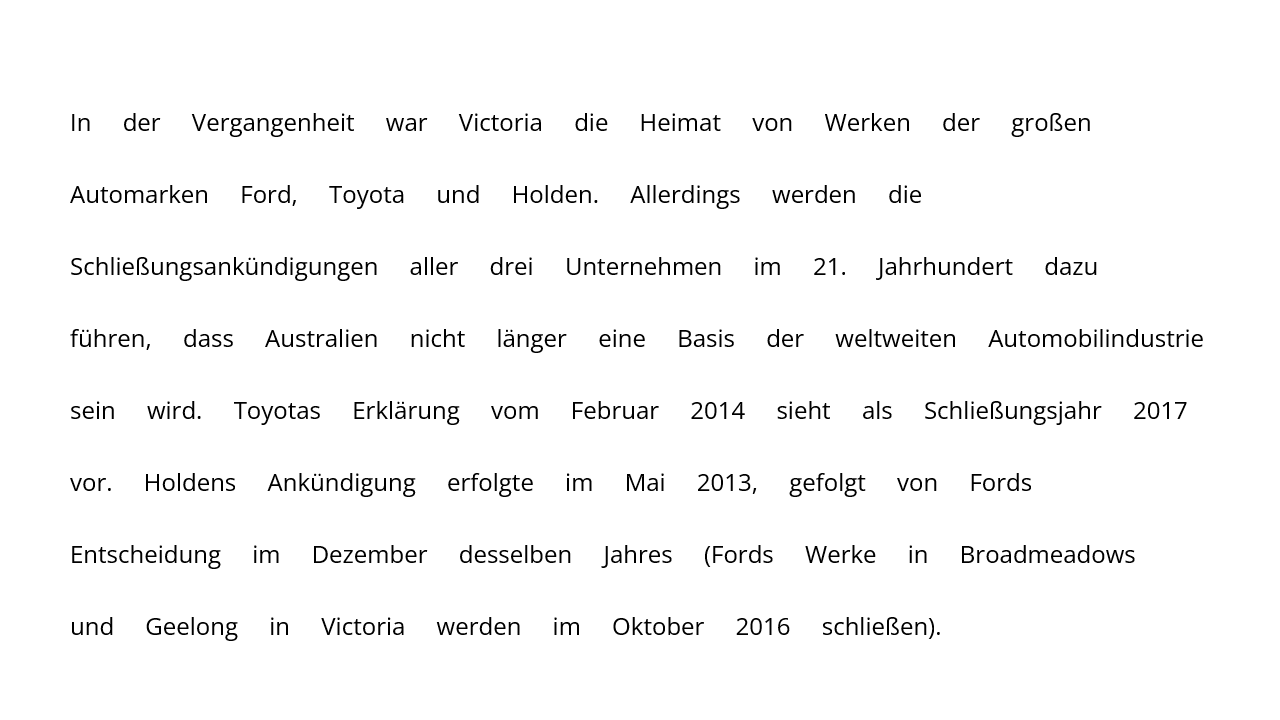 In der Vergangenheit war Victoria die Heimat von Werken der großen
Automarken Ford, Toyota und Holden. Allerdings werden die
Schließungsankündigungen aller drei Unternehmen im 21. Jahrhundert dazu
führen, dass Australien nicht länger eine Basis der weltweiten Automobilindustrie
sein wird. Toyotas Erklärung vom Februar 2014 sieht als Schließungsjahr 2017
vor. Holdens Ankündigung erfolgte im Mai 2013, gefolgt von Fords
Entscheidung im Dezember desselben Jahres (Fords Werke in Broadmeadows
und Geelong in Victoria werden im Oktober 2016 schließen).